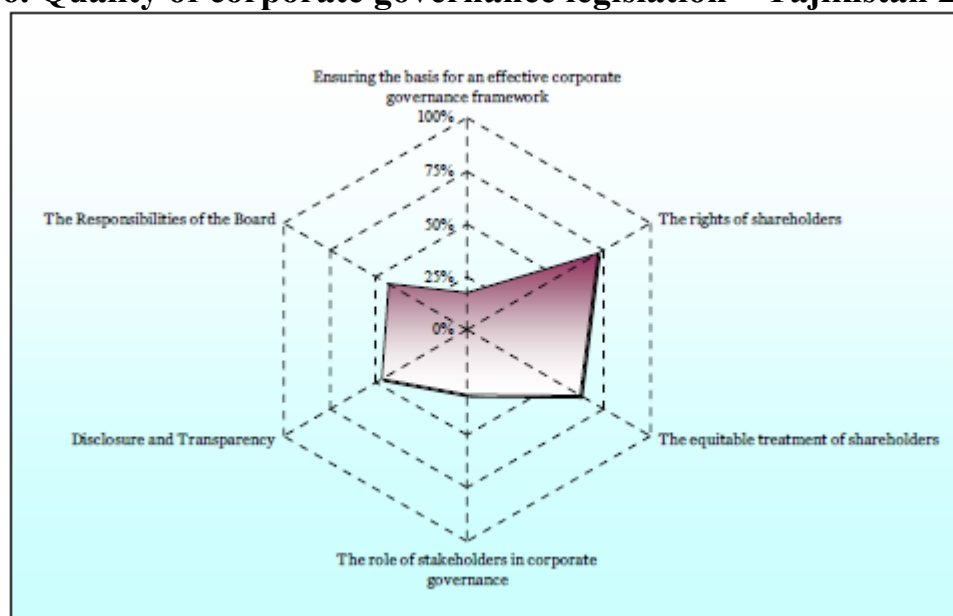 Quality of corporate governance legislation – Tajikistan
Ensuring the basis for an effective corporate
governance framework
100%
75%
The Responsibilities of the Board
50%
The rights of shareholders
25%
0%
Disclosure and Transparency
The equitable treatment of shareholders
The role of stakeholders in corporate
governance